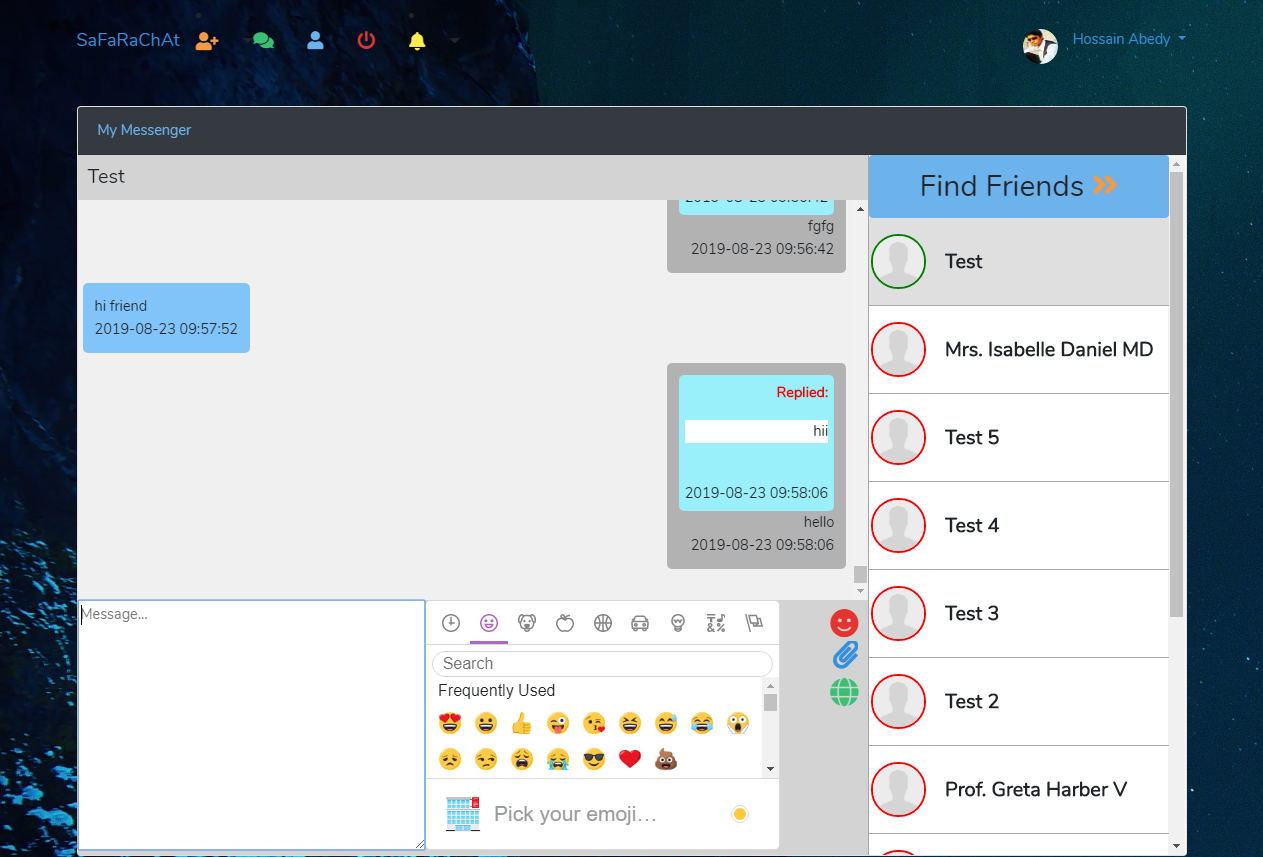 SaFaRaChAt
Hossain Abedy
My Messenger
Test
fgfg
2019-08-23 09:56:42
hi friend
2019-08-23 09:57:52
Replied:
hii
2019-08-23 09:58:06
hello
2019-08-23 09:58:06
Message...
Search
Frequently Used
Pick your emoji…
Find Friends
Test
Mrs. Isabelle Daniel MD
Test 5
Test 4
Test 3
Test 2
Prof. Greta Harber V